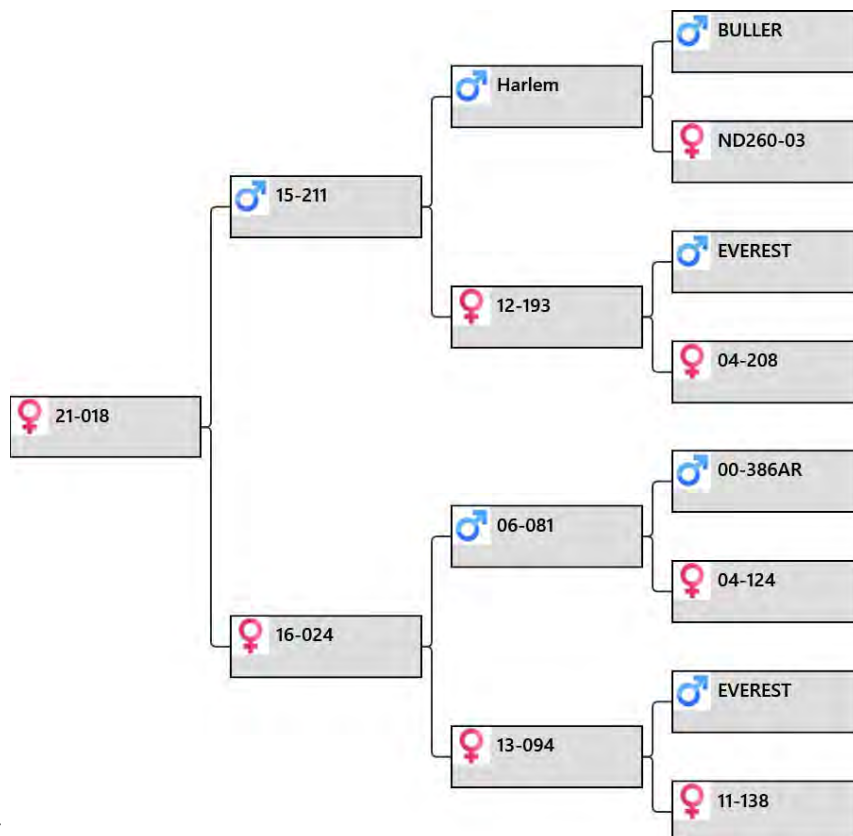 BULLER
Harlem
ND260-03
15-211
EVEREST
12-193
04-208
21-018
00-386AR
06-081
04-124
16-024
EVEREST
13-094
11-138